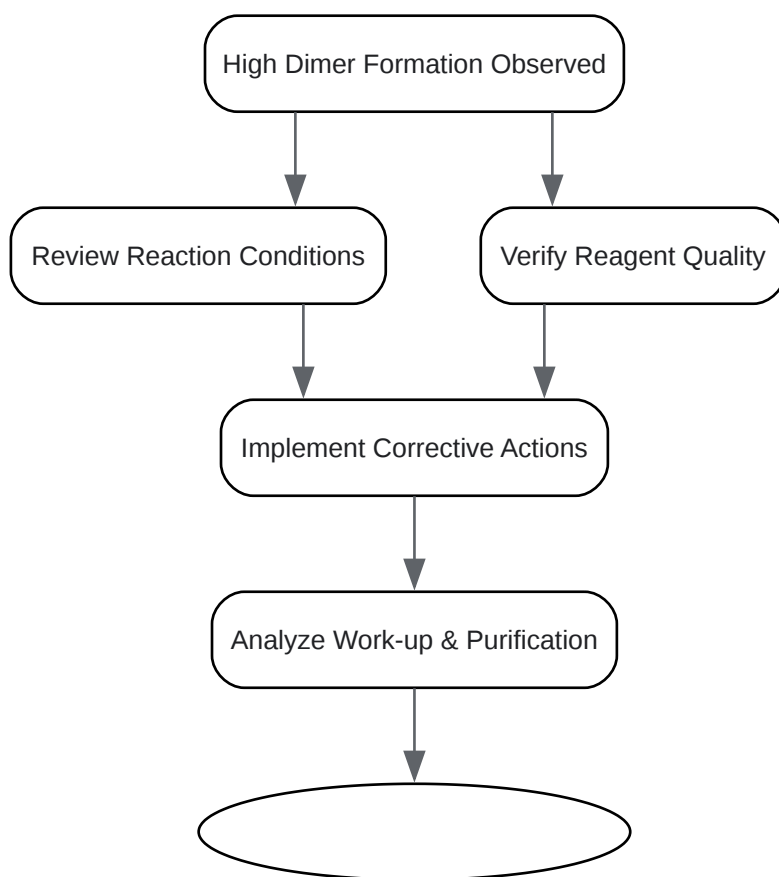 High Dimer Formation Observed
Review Reaction Conditions
Verify Reagent Quality
Implement Corrective Actions
Analyze Work-up & Purification